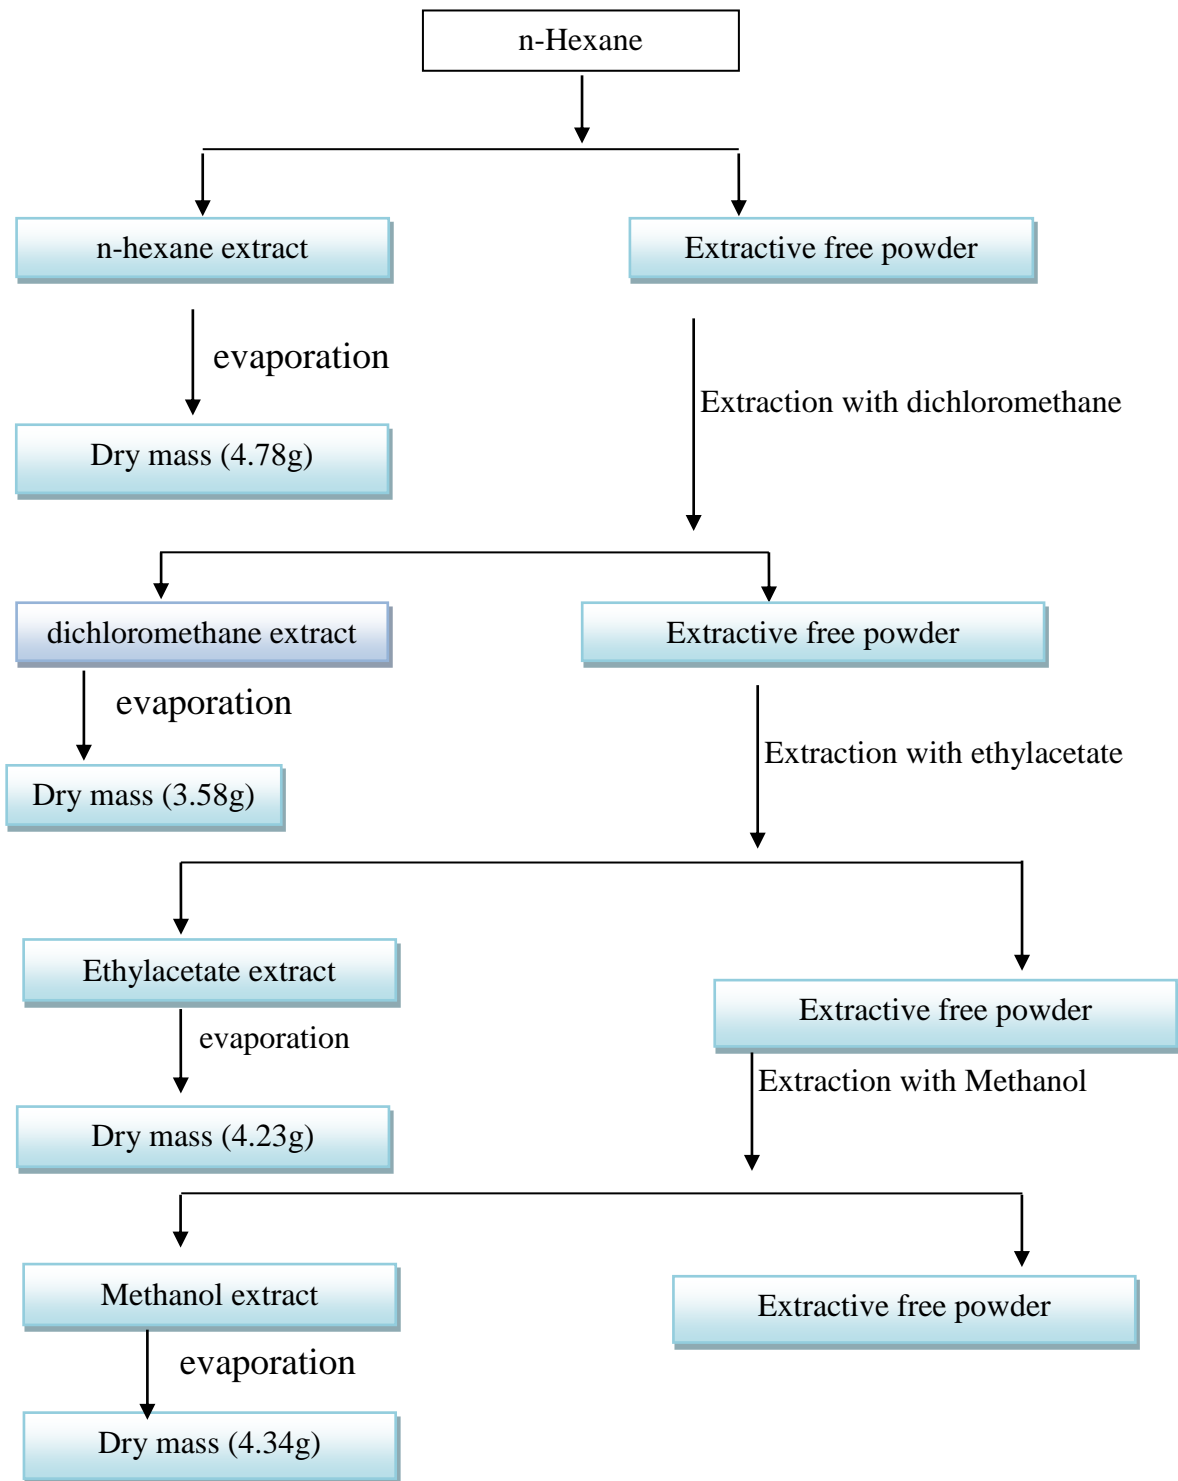 n-Hexane
n-hexane extract
Extractive free powder
evaporation
Extraction with dichloromethane
Dry mass (4.78g)
dichloromethane extract
Extractive free powder
evaporation
Extraction with ethylacetate
Dry mass (3.58g)
Ethylacetate extract
Extractive free powder
evaporation
Extraction with Methanol
Dry mass (4.23g)
Methanol extract
Extractive free powder
evaporation
Dry mass (4.34g)